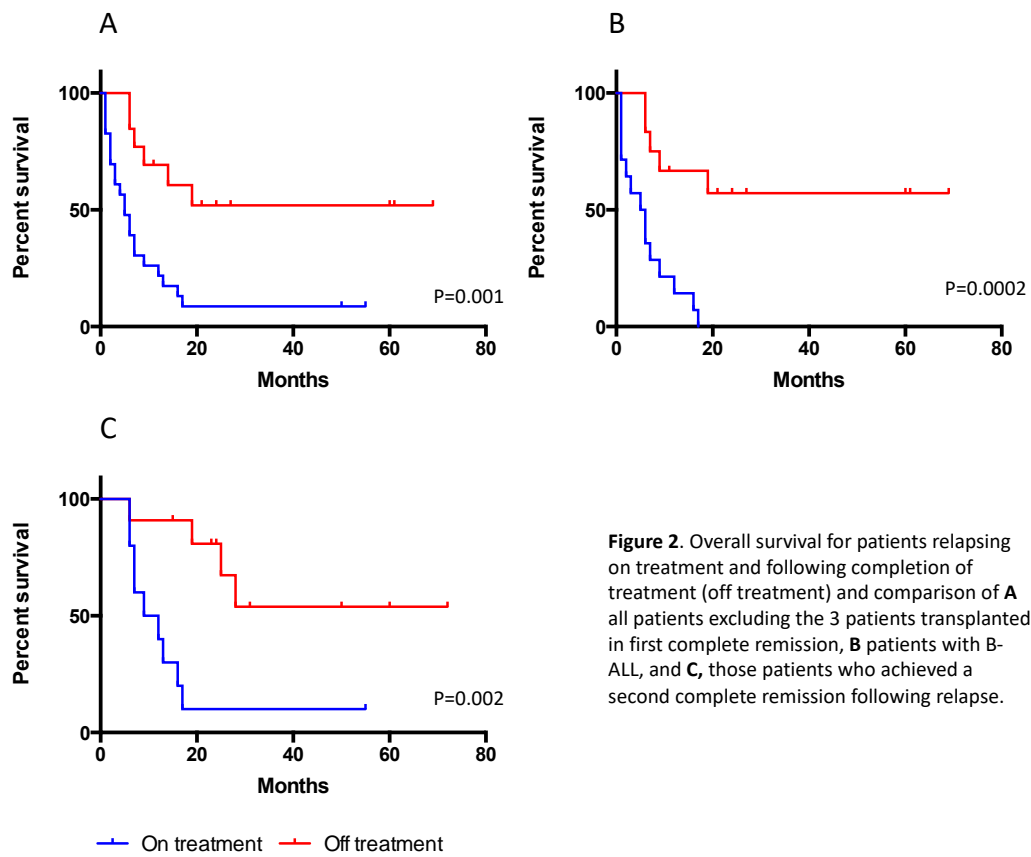 A
Percent survival
100
50
0
0 20 40 60 80
Months
P=0.001
B
Percent survival
100
50
0
0 20 40 60 80
Months
P=0.0002
C
Percent survival
100
50
0
0 20 40 60 80
Months
P=0.002
On treatment Off treatment
Figure 2. Overall survival for patients relapsing
on treatment and following completion of
treatment (off treatment) and comparison of A
all patients excluding the 3 patients transplanted
in first complete remission, B patients with B-
ALL, and C, those patients who achieved a
second complete remission following relapse.